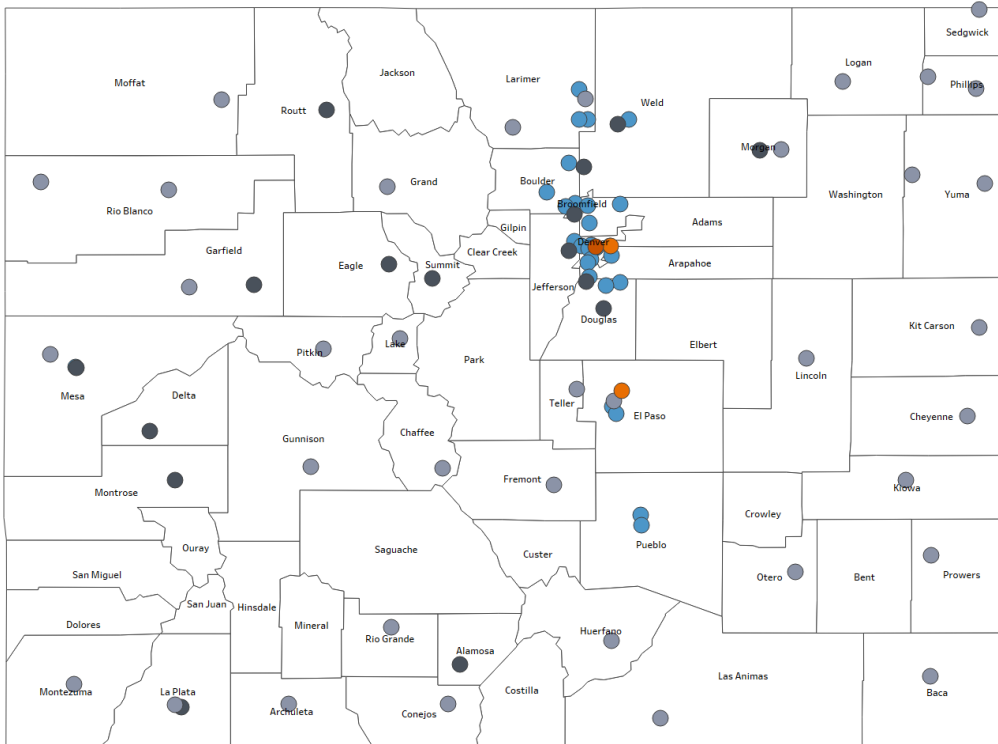 Sedgwick
Logan
Jackson
Larimer
Moffat
Phillips
Weld
Routt
Morgan
Grand
Boulder
Washington
Yuma
Broomfield
Rio Blanco
Adams
Gilpin
Denver
Garfield
Clear Creek
Arapahoe
Eagle
Summit
Jefferson
Douglas
Kit Carson
Lake
Elbert
Pitkin
Park
Lincoln
Mesa
Delta
Teller
El Paso
Cheyenne
Chaffee
Gunnison
Fremont
Kiowa
Montrose
Crowley
Pueblo
Ouray
Saguache
Custer
San Miguel
Otero
Bent
Prowers
San Juan
Hinsdale
Dolores
Mineral
Huerfano
Rio Grande
Alamosa
Las Animas
Montezuma
La Plata
Costilla
Baca
Archuleta
Conejos